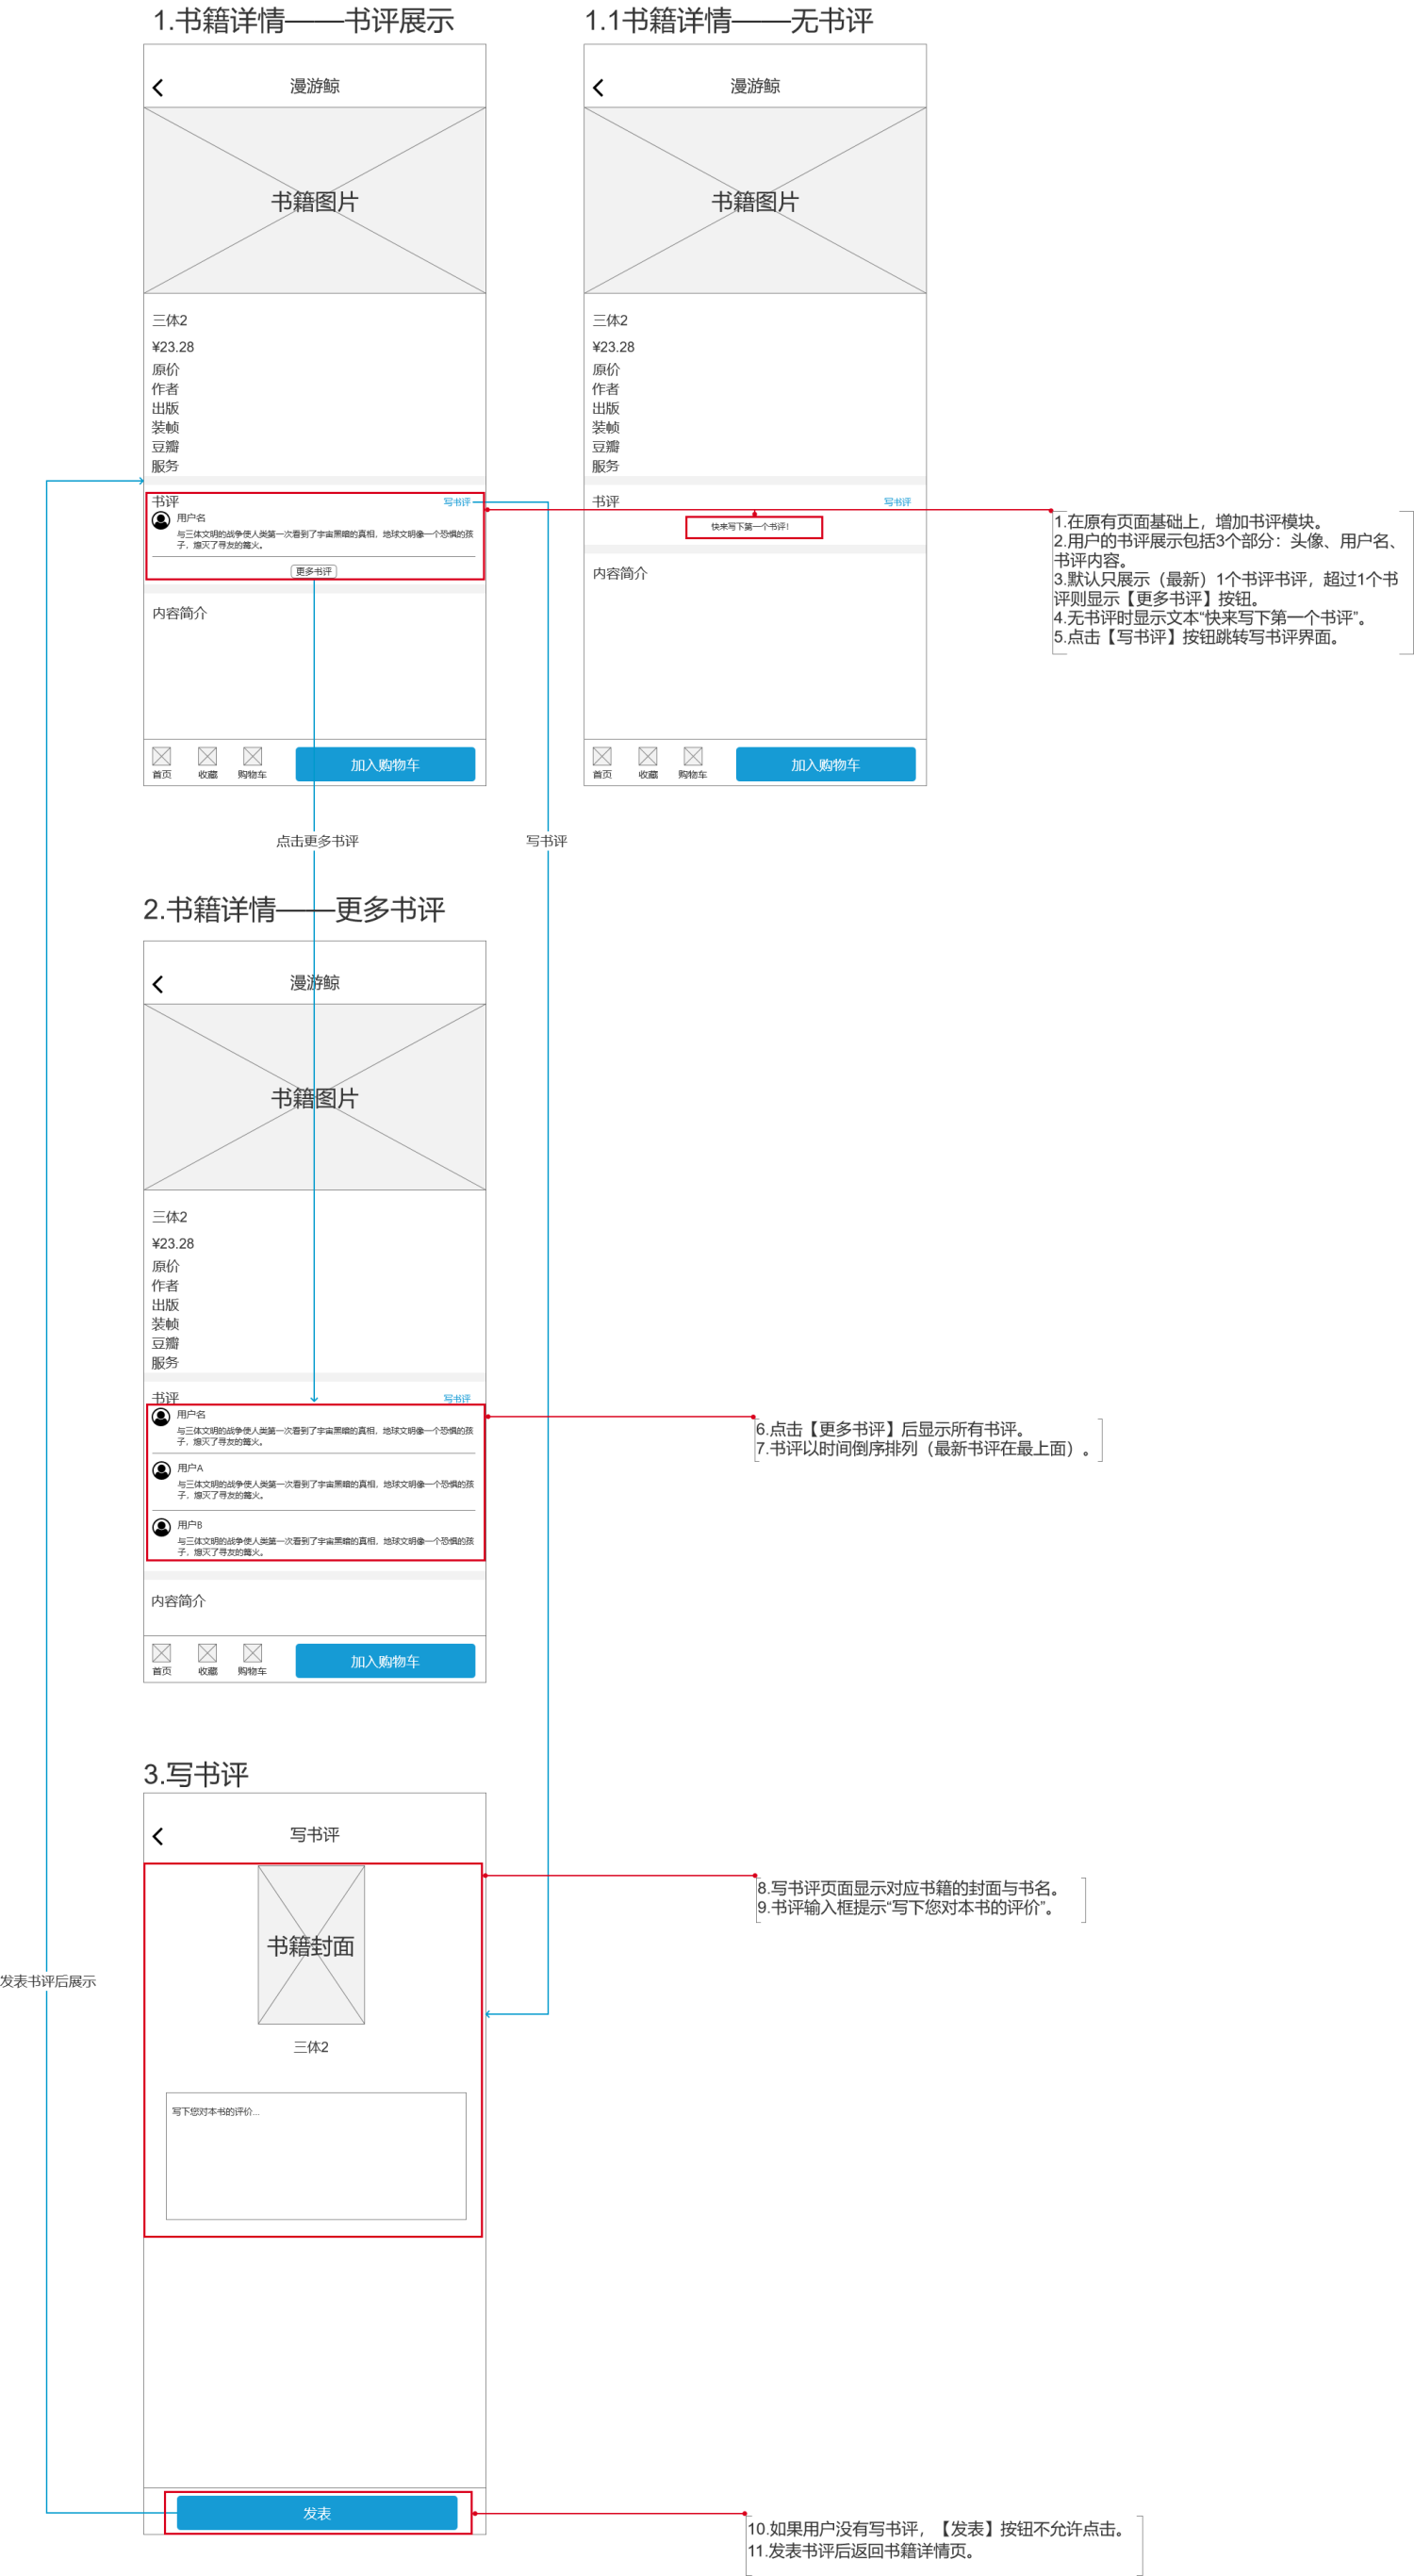 1.书籍详情——书评展示
漫游鲸
书籍图片
三体2
¥23.28
原价
作者
出版
装帧
豆瓣
服务
书评
写书评
用户名
与三体文明的战争使人类第一次看到了宇宙黑暗的真相，地球文明像一个恐惧的孩
子，熄灭了寻友的篝火。
更多书评
内容简介
首页
收藏
购物车
加入购物车
1.1书籍详情——无书评
漫游鲸
书籍图片
三体2
¥23.28
原价
作者
出版
装帧
豆瓣
服务
书评
写书评
快来写下第一个书评！
内容简介
首页
收藏
购物车
加入购物车
1.在原有页面基础上，增加书评模块。
2.用户的书评展示包括3个部分：头像、用户名、
书评内容。
3.默认只展示（最新）1个书评书评，超过1个书
评则显示【更多书评】按钮。
4.无书评时显示文本“快来写下第一个书评”。
5.点击【写书评】按钮跳转写书评界面。
点击更多书评
写书评
2.书籍详情——更多书评
漫游鲸
书籍图片
三体2
¥23.28
原价
作者
出版
装帧
豆瓣
服务
书评
写书评
用户名
与三体文明的战争使人类第一次看到了宇宙黑暗的真相，地球文明像一个恐惧的孩
子，熄灭了寻友的篝火。
用户A
与三体文明的战争使人类第一次看到了宇宙黑暗的真相，地球文明像一个恐惧的孩
子，熄灭了寻友的篝火。
用户B
与三体文明的战争使人类第一次看到了宇宙黑暗的真相，地球文明像一个恐惧的孩
子，熄灭了寻友的篝火。
内容简介
首页
收藏
购物车
加入购物车
6.点击【更多书评】后显示所有书评。
7.书评以时间倒序排列（最新书评在最上面）。
3.写书评
写书评
书籍封面
三体2
写下您对本书的评价...
发表
8.写书评页面显示对应书籍的封面与书名。
9.书评输入框提示“写下您对本书的评价”。
发表书评后展示
10.如果用户没有写书评，【发表】按钮不允许点击。
11.发表书评后返回书籍详情页。